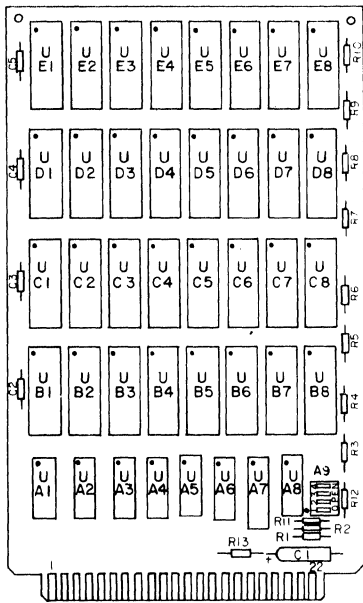 C5
U E1
U E2
U E3
U E4
U E5
U E6
U E7
U E8
R10
R9
C4
U D1
U D2
U D3
U D4
U D5
U D6
U D7
U D8
R8
R7
C3
U C1
U C2
U C3
U C4
U C5
U C6
U C7
U C8
R6
R5
C2
U B1
U B2
U B3
U B4
U B5
U B6
U B7
U B8
R4
R3
U A1
U A2
U A3
U A4
U A5
U A6
U A7
U A8
A9
OPEN
R12
R11
R2
R1
R13
+
C1
1
22